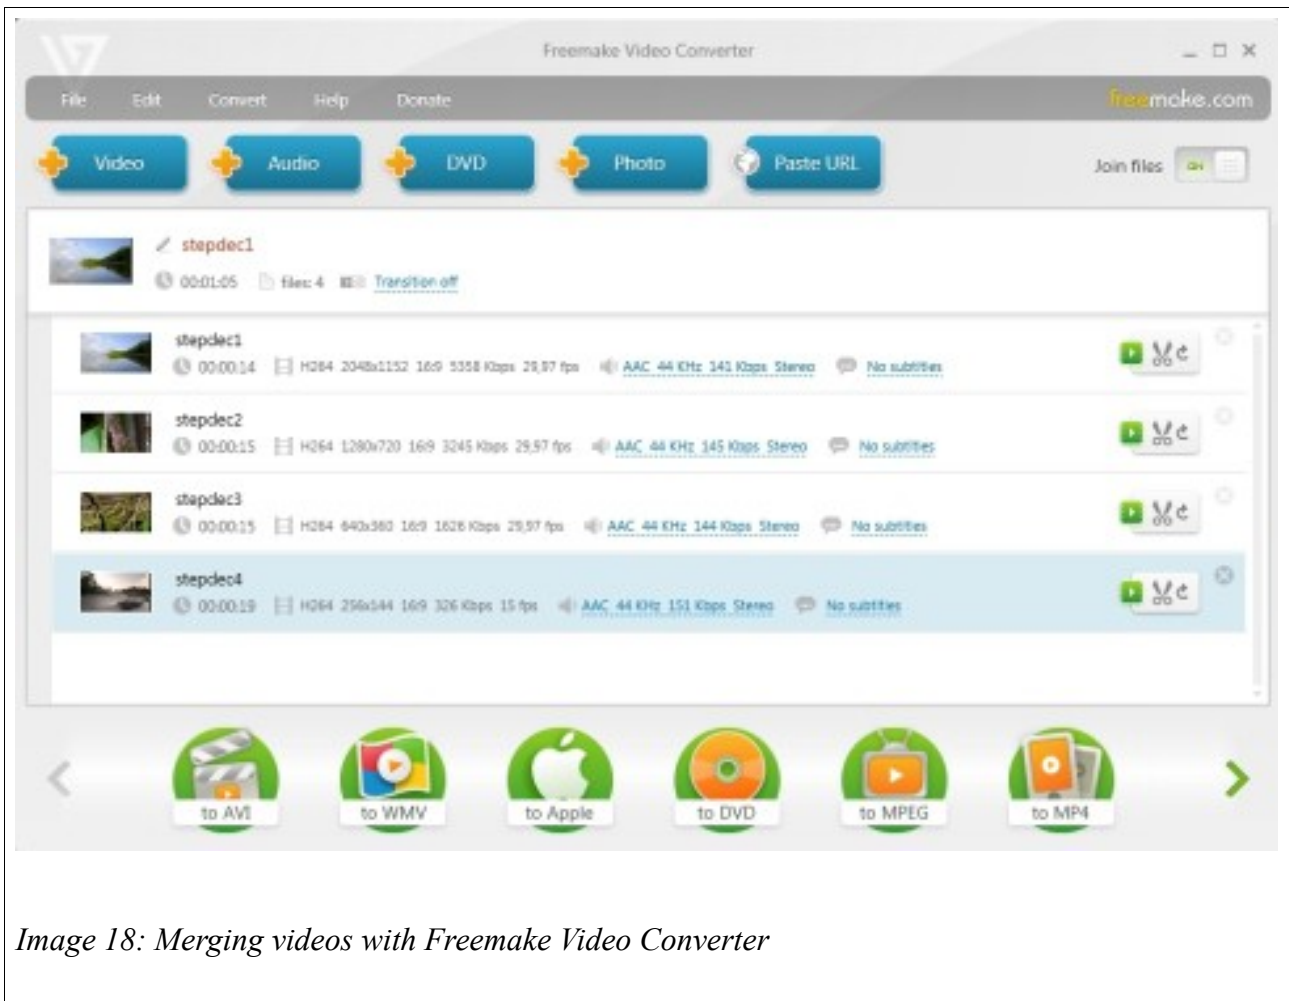 Freemake Video Converter
File Edit Convert Help Donate freemake.com
Video Audio DVD Photo Paste URL Join files ON
stepdec1
00:01:05 files: 4 Transition off
stepdec1
00:00:14 H264 2048x1152 16:9 5358 Kbps 29,97 fps AAC 44 KHz 141 Kbps Stereo No subtitles
stepdec2
00:00:15 H264 1280x720 16:9 3245 Kbps 29,97 fps AAC 44 KHz 145 Kbps Stereo No subtitles
stepdec3
00:00:15 H264 640x360 16:9 1626 Kbps 29,97 fps AAC 44 KHz 144 Kbps Stereo No subtitles
stepdec4
00:00:19 H264 256x144 16:9 326 Kbps 15 fps AAC 44 KHz 151 Kbps Stereo No subtitles
to AVI to WMV to Apple to DVD to MPEG to MP4
Image 18: Merging videos with Freemake Video Converter